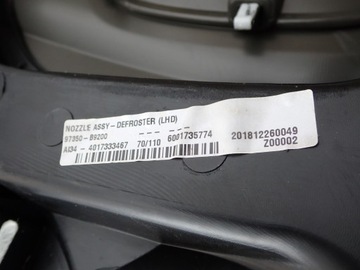 NOZZLE ASSY-DEFROSTER (LHD)
97350-B9200 --- -- --- 6001735774 201812260049
AI34-4017333467 70/110 Z00002